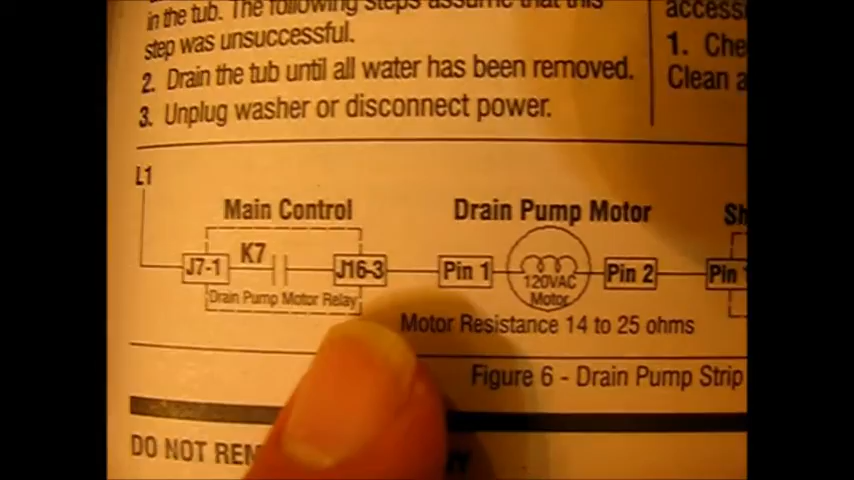 in the tub. The following steps assume that this
step was unsuccessful.
2. Drain the tub until all water has been removed.
3. Unplug washer or disconnect power.
access
1. Che
Clean a
L1
Main Control
Drain Pump Motor
Sh
J7-1
K7
J16-3
Pin 1
120VAC
Motor
Pin 2
Pin 1
Drain Pump Motor Relay
Motor Resistance 14 to 25 ohms
Figure 6 - Drain Pump Strip
DO NOT REM